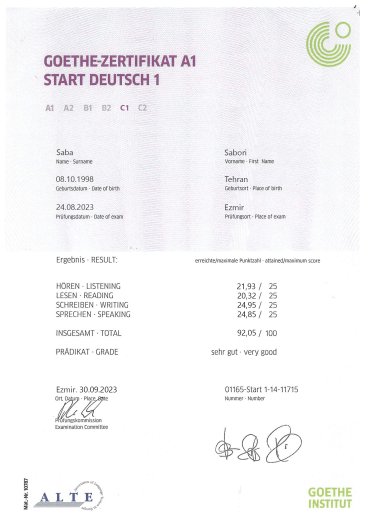 GOETHE-ZERTIFIKAT A1
START DEUTSCH 1
A1 A2 B1 B2 C1 C2
Saba
Name · Surname
Sabori
Vorname · First Name
08.10.1998
Geburtsdatum · Date of birth
Tehran
Geburtsort · Place of birth
24.08.2023
Prüfungsdatum · Date of exam
Ezmir
Prüfungsort · Place of exam
Ergebnis · RESULT:
erreichte/maximale Punktzahl · attained/maximum score
HÖREN · LISTENING 21,93 / 25
LESEN · READING 20,32 / 25
SCHREIBEN · WRITING 24,95 / 25
SPRECHEN · SPEAKING 24,85 / 25
INSGESAMT · TOTAL 92,05 / 100
PRÄDIKAT · GRADE sehr gut · very good
Ezmir. 30.09.2023
Ort, Datum · Place, Date
01165-Start 1-14-11715
Nummer · Number
Prüfungskommission
Examination Committee
Mat.-Nr. 10787
ALTE
GOETHE
INSTITUT